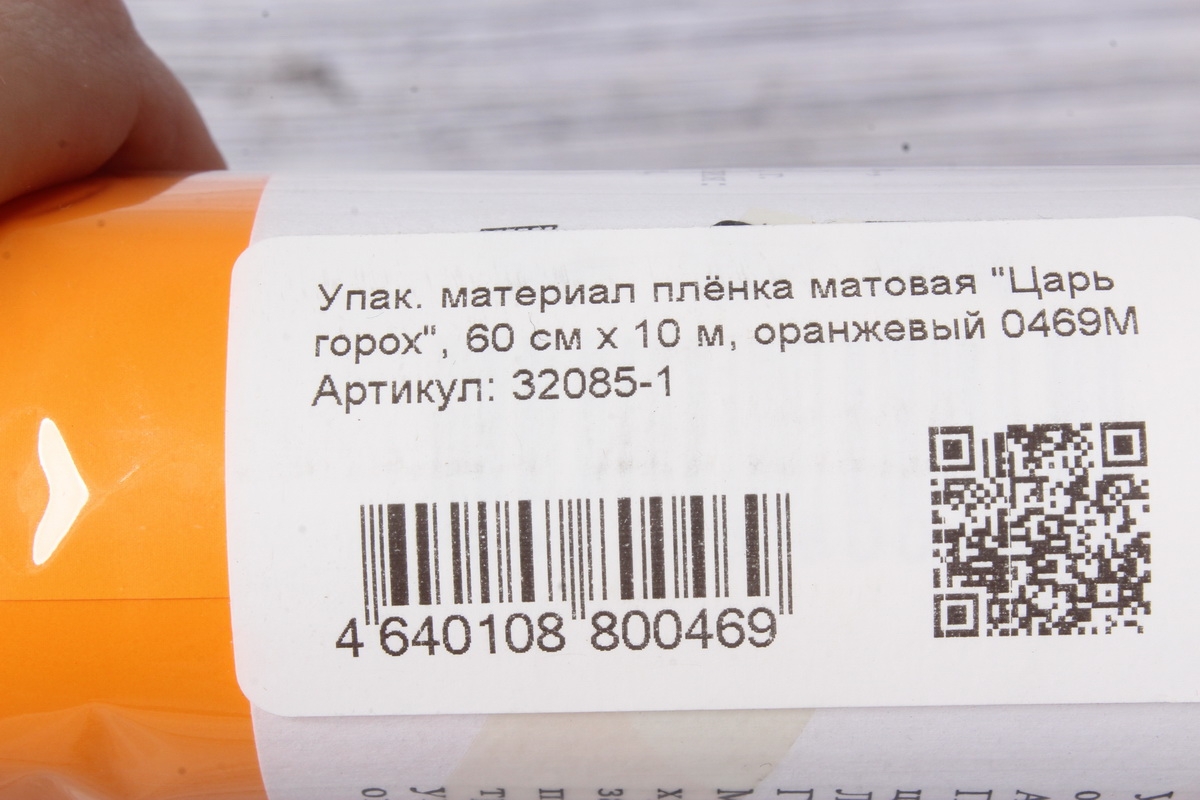 Упак. материал плёнка матовая "Царь
горох", 60 см x 10 м, оранжевый 0469М
Артикул: 32085-1
4 640108 800469